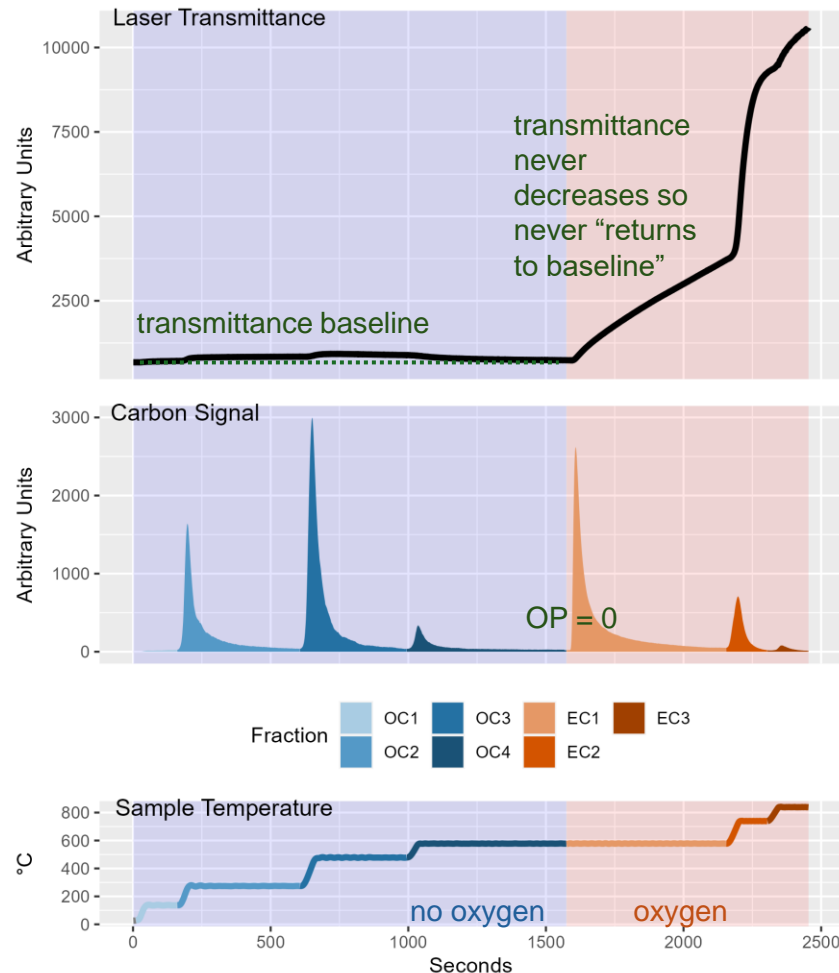 Laser Transmittance
10000
7500
5000
2500
Arbitrary Units
transmittance
never
decreases so
never “returns
to baseline”
transmittance baseline
Carbon Signal
3000
2000
1000
0
Arbitrary Units
OP = 0
Fraction
OC1
OC3
EC1
EC3
OC2
OC4
EC2
Sample Temperature
800
600
400
200
0
°C
no oxygen
oxygen
0
500
1000
1500
2000
2500
Seconds